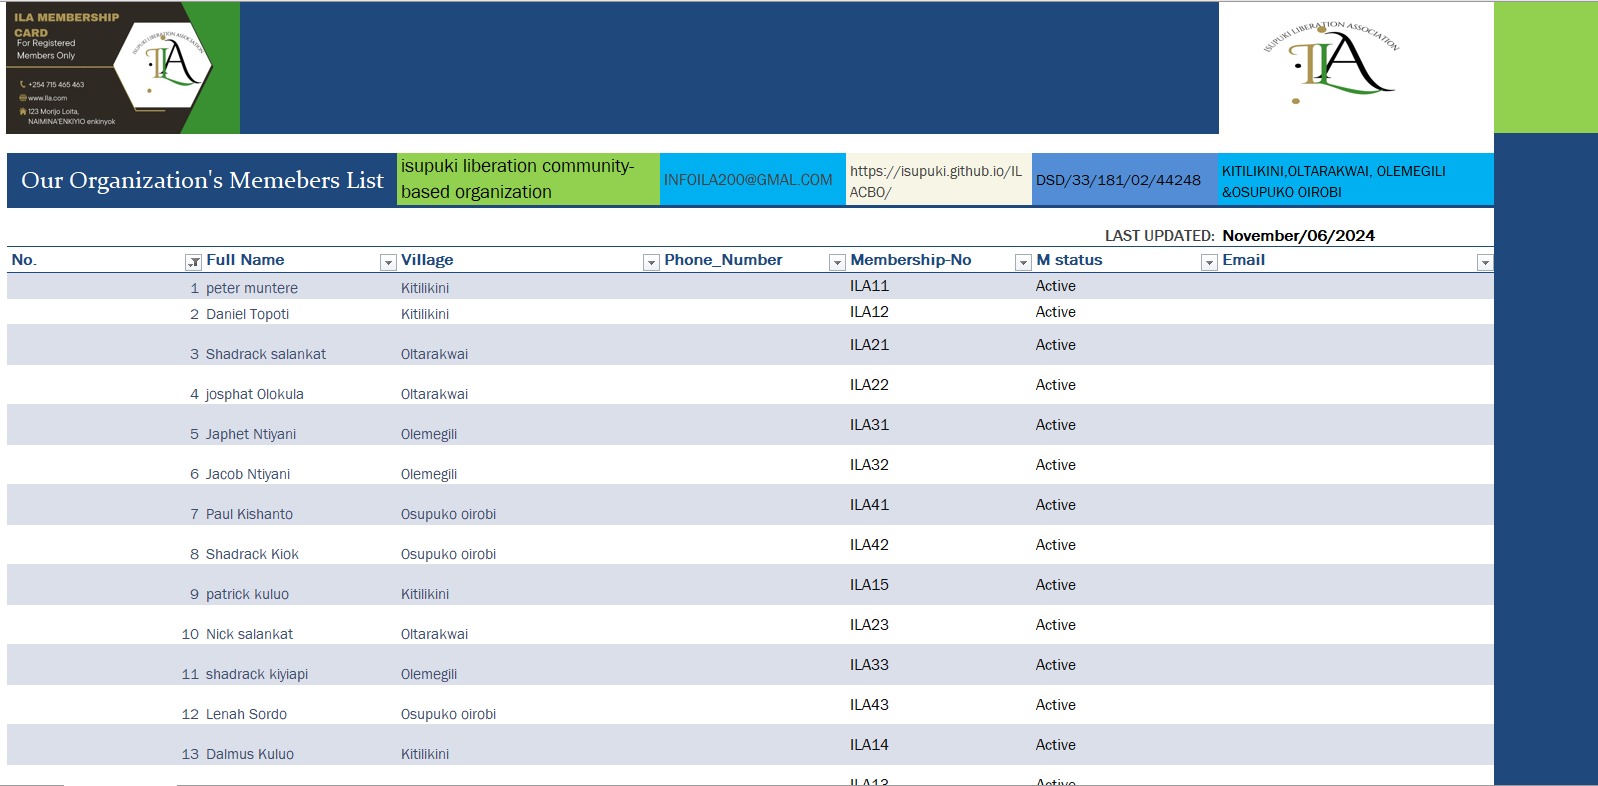 ILA MEMBERSHIP
CARD
For Registered
Members Only
+254 715 465 463
www.lla.com
123 Morijo Loita,
NAIMINA'ENKIYIO enkinyok
ISUPUKI LIBERATION ASSOCIATION
ILA
ISUPUKI LIBERATION ASSOCIATION
ILA
Our Organization's Memebers List
isupuki liberation community-
based organization
INFOILA200@GMAL.COM
https://isupuki.github.io/IL
ACBO/
DSD/33/181/02/44248
KITILIKINI,OLTARAKWAI, OLEMEGILI
&OSUPUKO OIROBI
LAST UPDATED: November/06/2024
No. Full Name Village Phone_Number Membership-No M status Email
1 peter muntere Kitilikini ILA11 Active
2 Daniel Topoti Kitilikini ILA12 Active
3 Shadrack salankat Oltarakwai ILA21 Active
4 josphat Olokula Oltarakwai ILA22 Active
5 Japhet Ntiyani Olemegili ILA31 Active
6 Jacob Ntiyani Olemegili ILA32 Active
7 Paul Kishanto Osupuko oirobi ILA41 Active
8 Shadrack Kiok Osupuko oirobi ILA42 Active
9 patrick kuluo Kitilikini ILA15 Active
10 Nick salankat Oltarakwai ILA23 Active
11 shadrack kiyiapi Olemegili ILA33 Active
12 Lenah Sordo Osupuko oirobi ILA43 Active
13 Dalmus Kuluo Kitilikini ILA14 Active
ILA13 Active